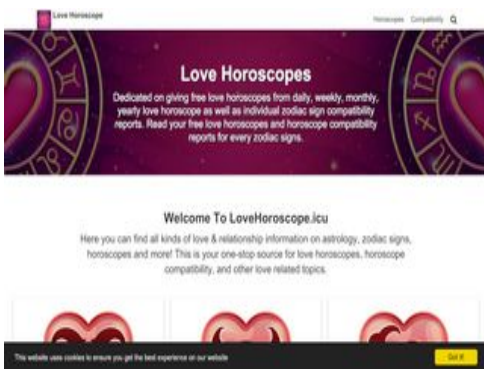 Love Horoscope
Horoscopes Compatibility
Love Horoscopes
Dedicated on giving free love horoscopes from daily, weekly, monthly,
yearly love horoscope as well as individual zodiac sign compatibility
reports. Read your free love horoscopes and horoscope compatibility
reports for every zodiac signs.
Welcome To LoveHoroscope.icu
Here you can find all kinds of love & relationship information on astrology, zodiac signs,
horoscopes and more! This is your one-stop source for love horoscopes, horoscope
compatibility, and other love related topics.
This website uses cookies to ensure you get the best experience on our website
Got it!